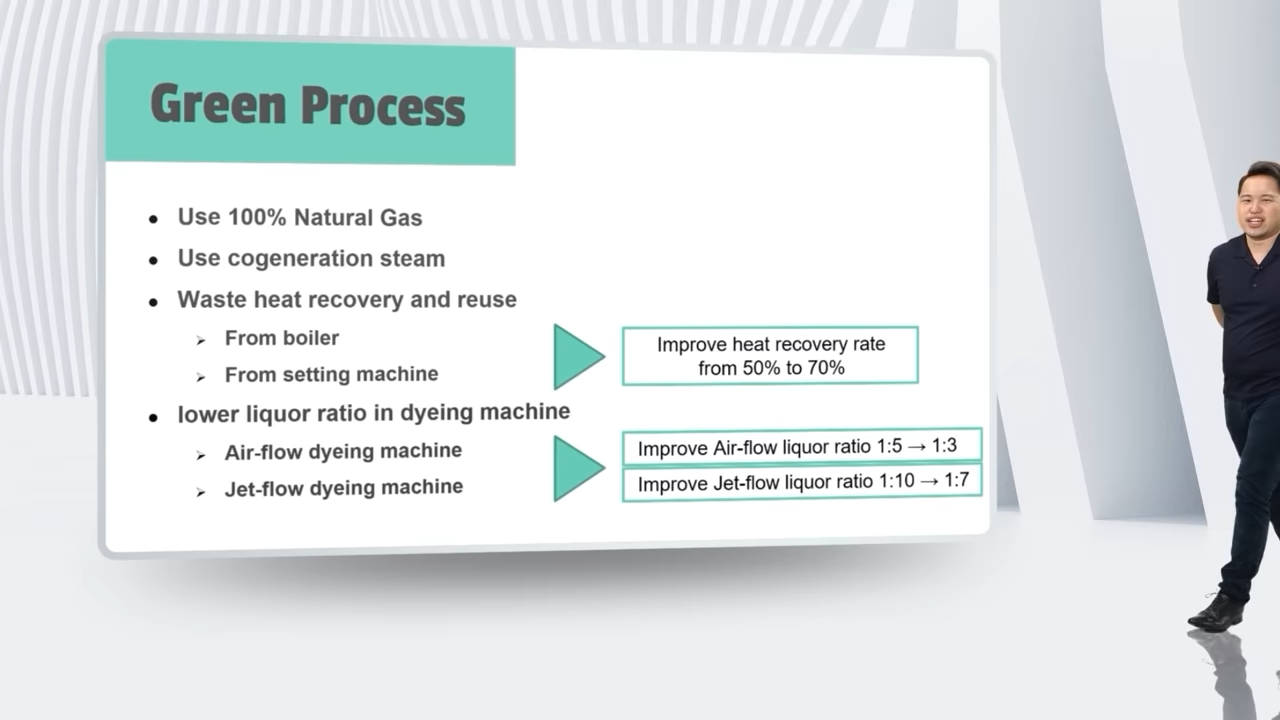 Green Process
Use 100% Natural Gas
Use cogeneration steam
Waste heat recovery and reuse
From boiler
From setting machine
Improve heat recovery rate
from 50% to 70%
lower liquor ratio in dyeing machine
Air-flow dyeing machine
Jet-flow dyeing machine
Improve Air-flow liquor ratio 1:5 → 1:3
Improve Jet-flow liquor ratio 1:10 → 1:7